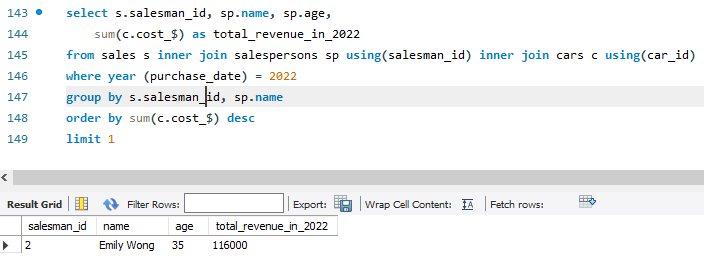 143 select s.salesman_id, sp.name, sp.age,
144 sum(c.cost_$) as total_revenue_in_2022
145 from sales s inner join salespersons sp using(salesman_id) inner join cars c using(car_id)
146 where year (purchase_date) = 2022
147 group by s.salesman_id, sp.name
148 order by sum(c.cost_$) desc
149 limit 1
Result Grid Filter Rows: Export: Wrap Cell Content: IA Fetch rows:
salesman_id name age total_revenue_in_2022
2 Emily Wong 35 116000